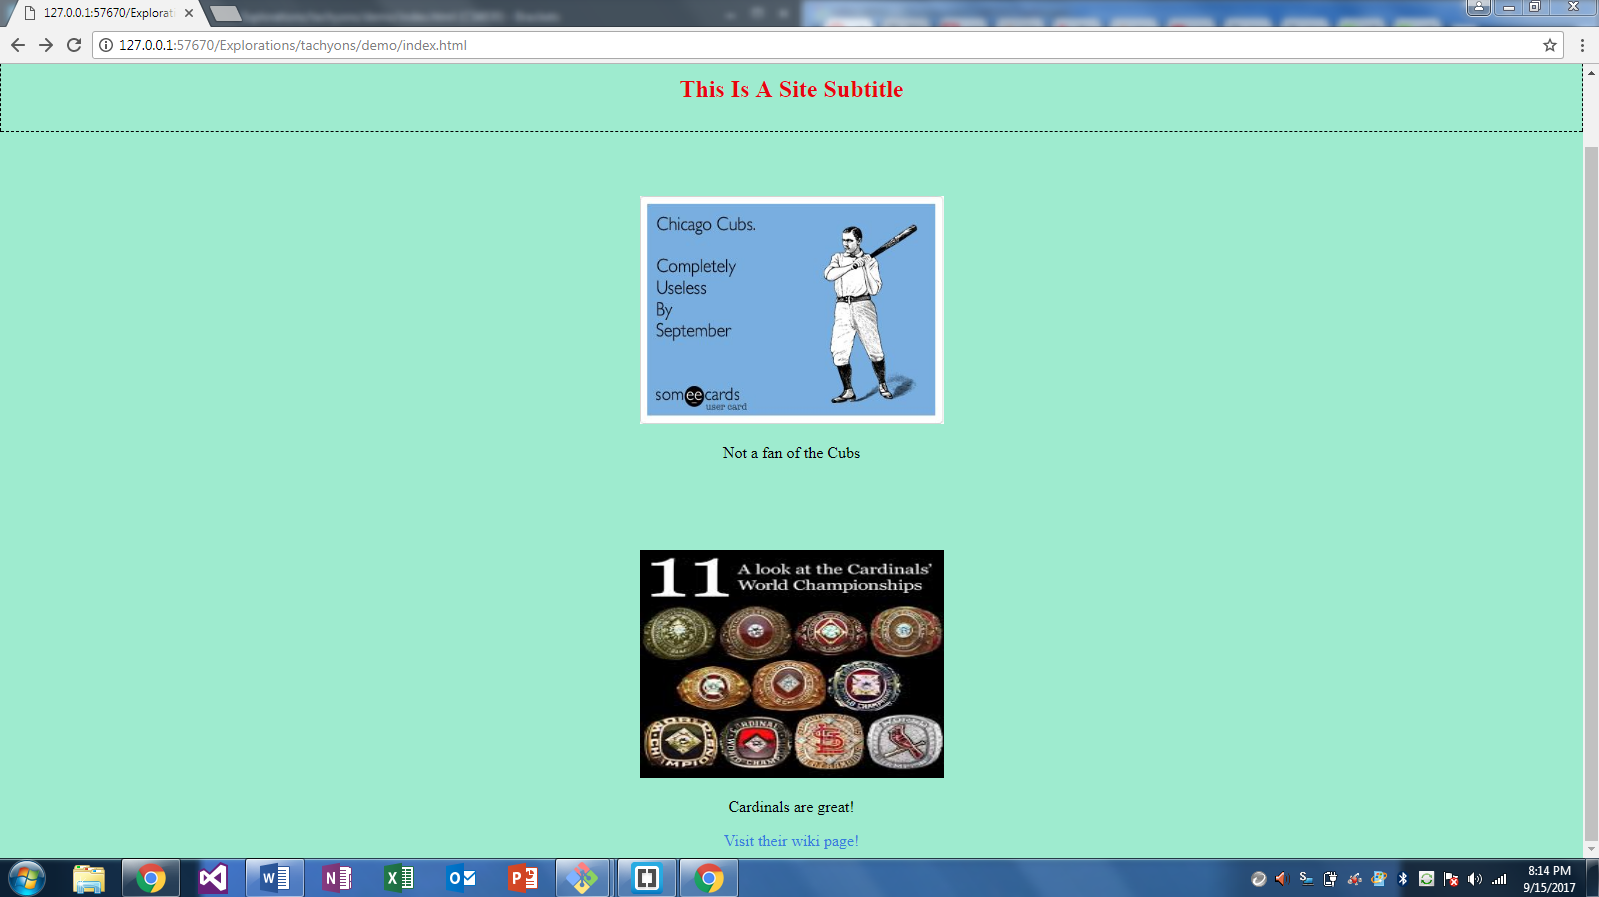 127.0.0.1:57670/Explorati
127.0.0.1:57670/Explorations/tachyons/demo/index.html
This Is A Site Subtitle
Chicago Cubs.
Completely
Useless
By
September
someecards
user card
Not a fan of the Cubs
11
A look at the Cardinals'
World Championships
Cardinals are great!
Visit their wiki page!
8:14 PM
9/15/2017